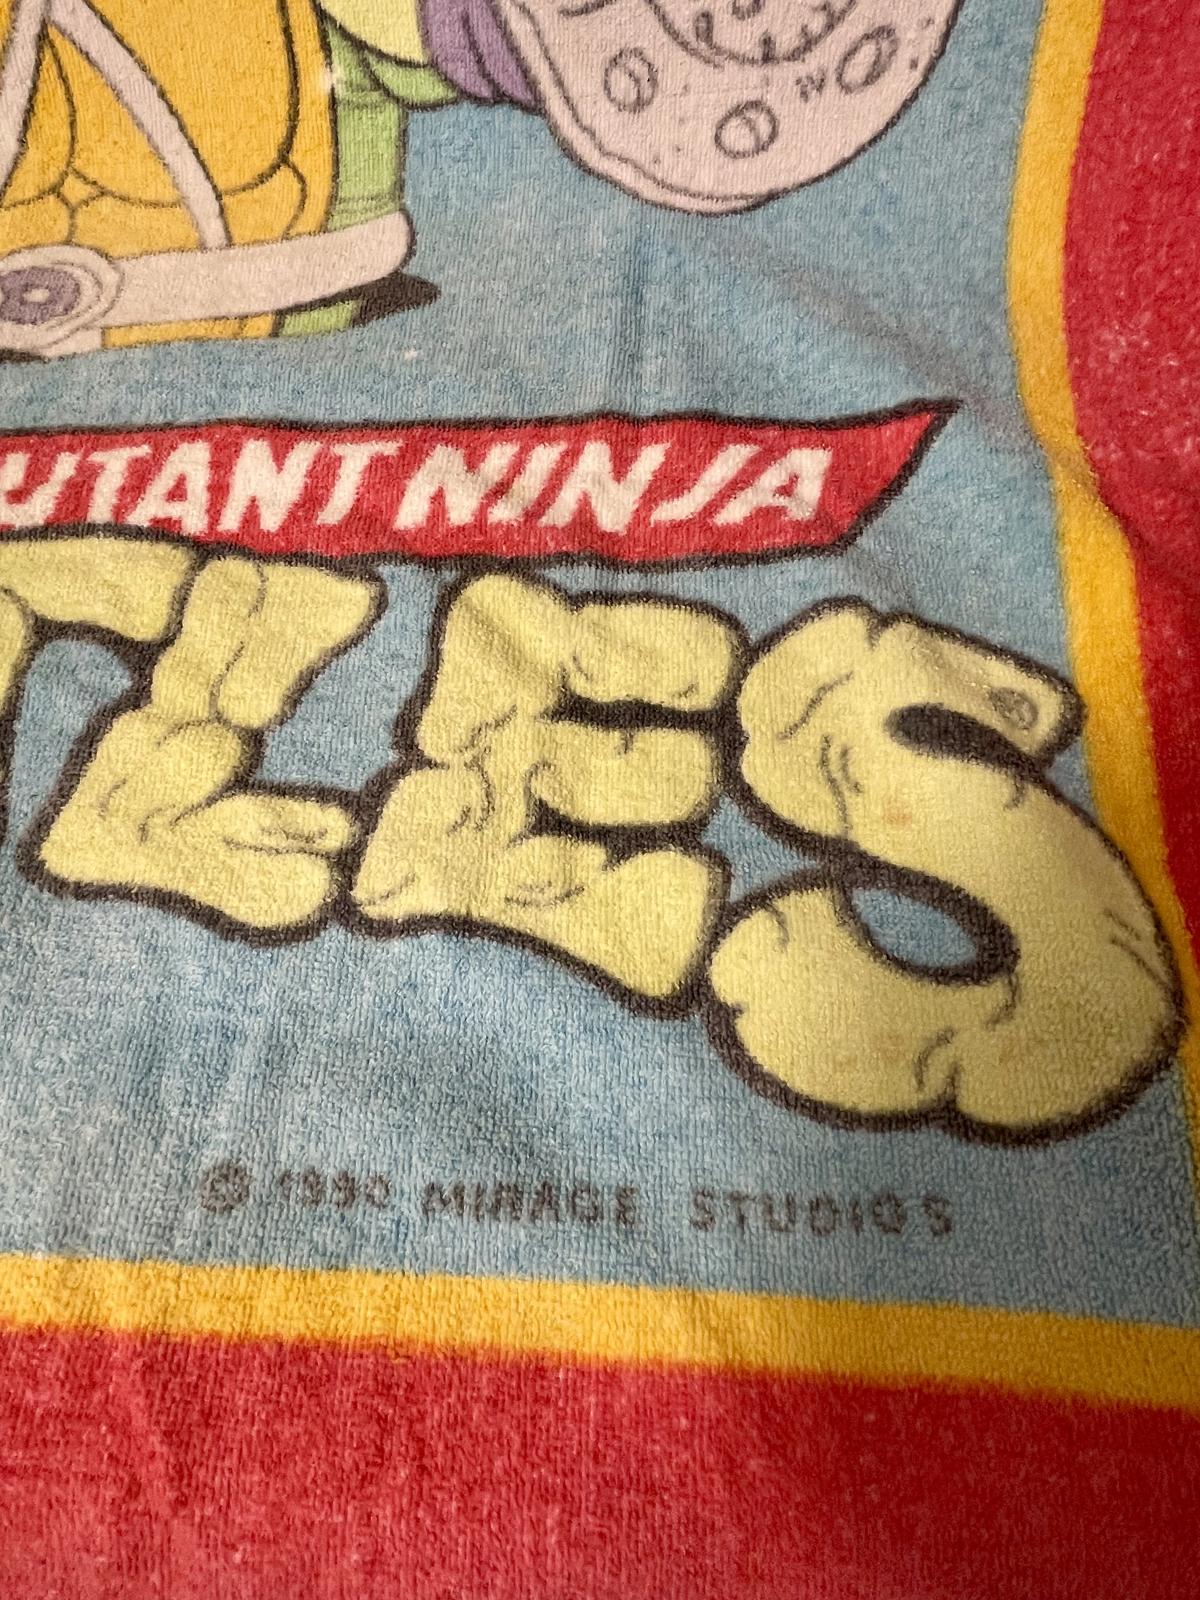 UTANT NINJA
TLES
© 1990 MIRAGE STUDIOS